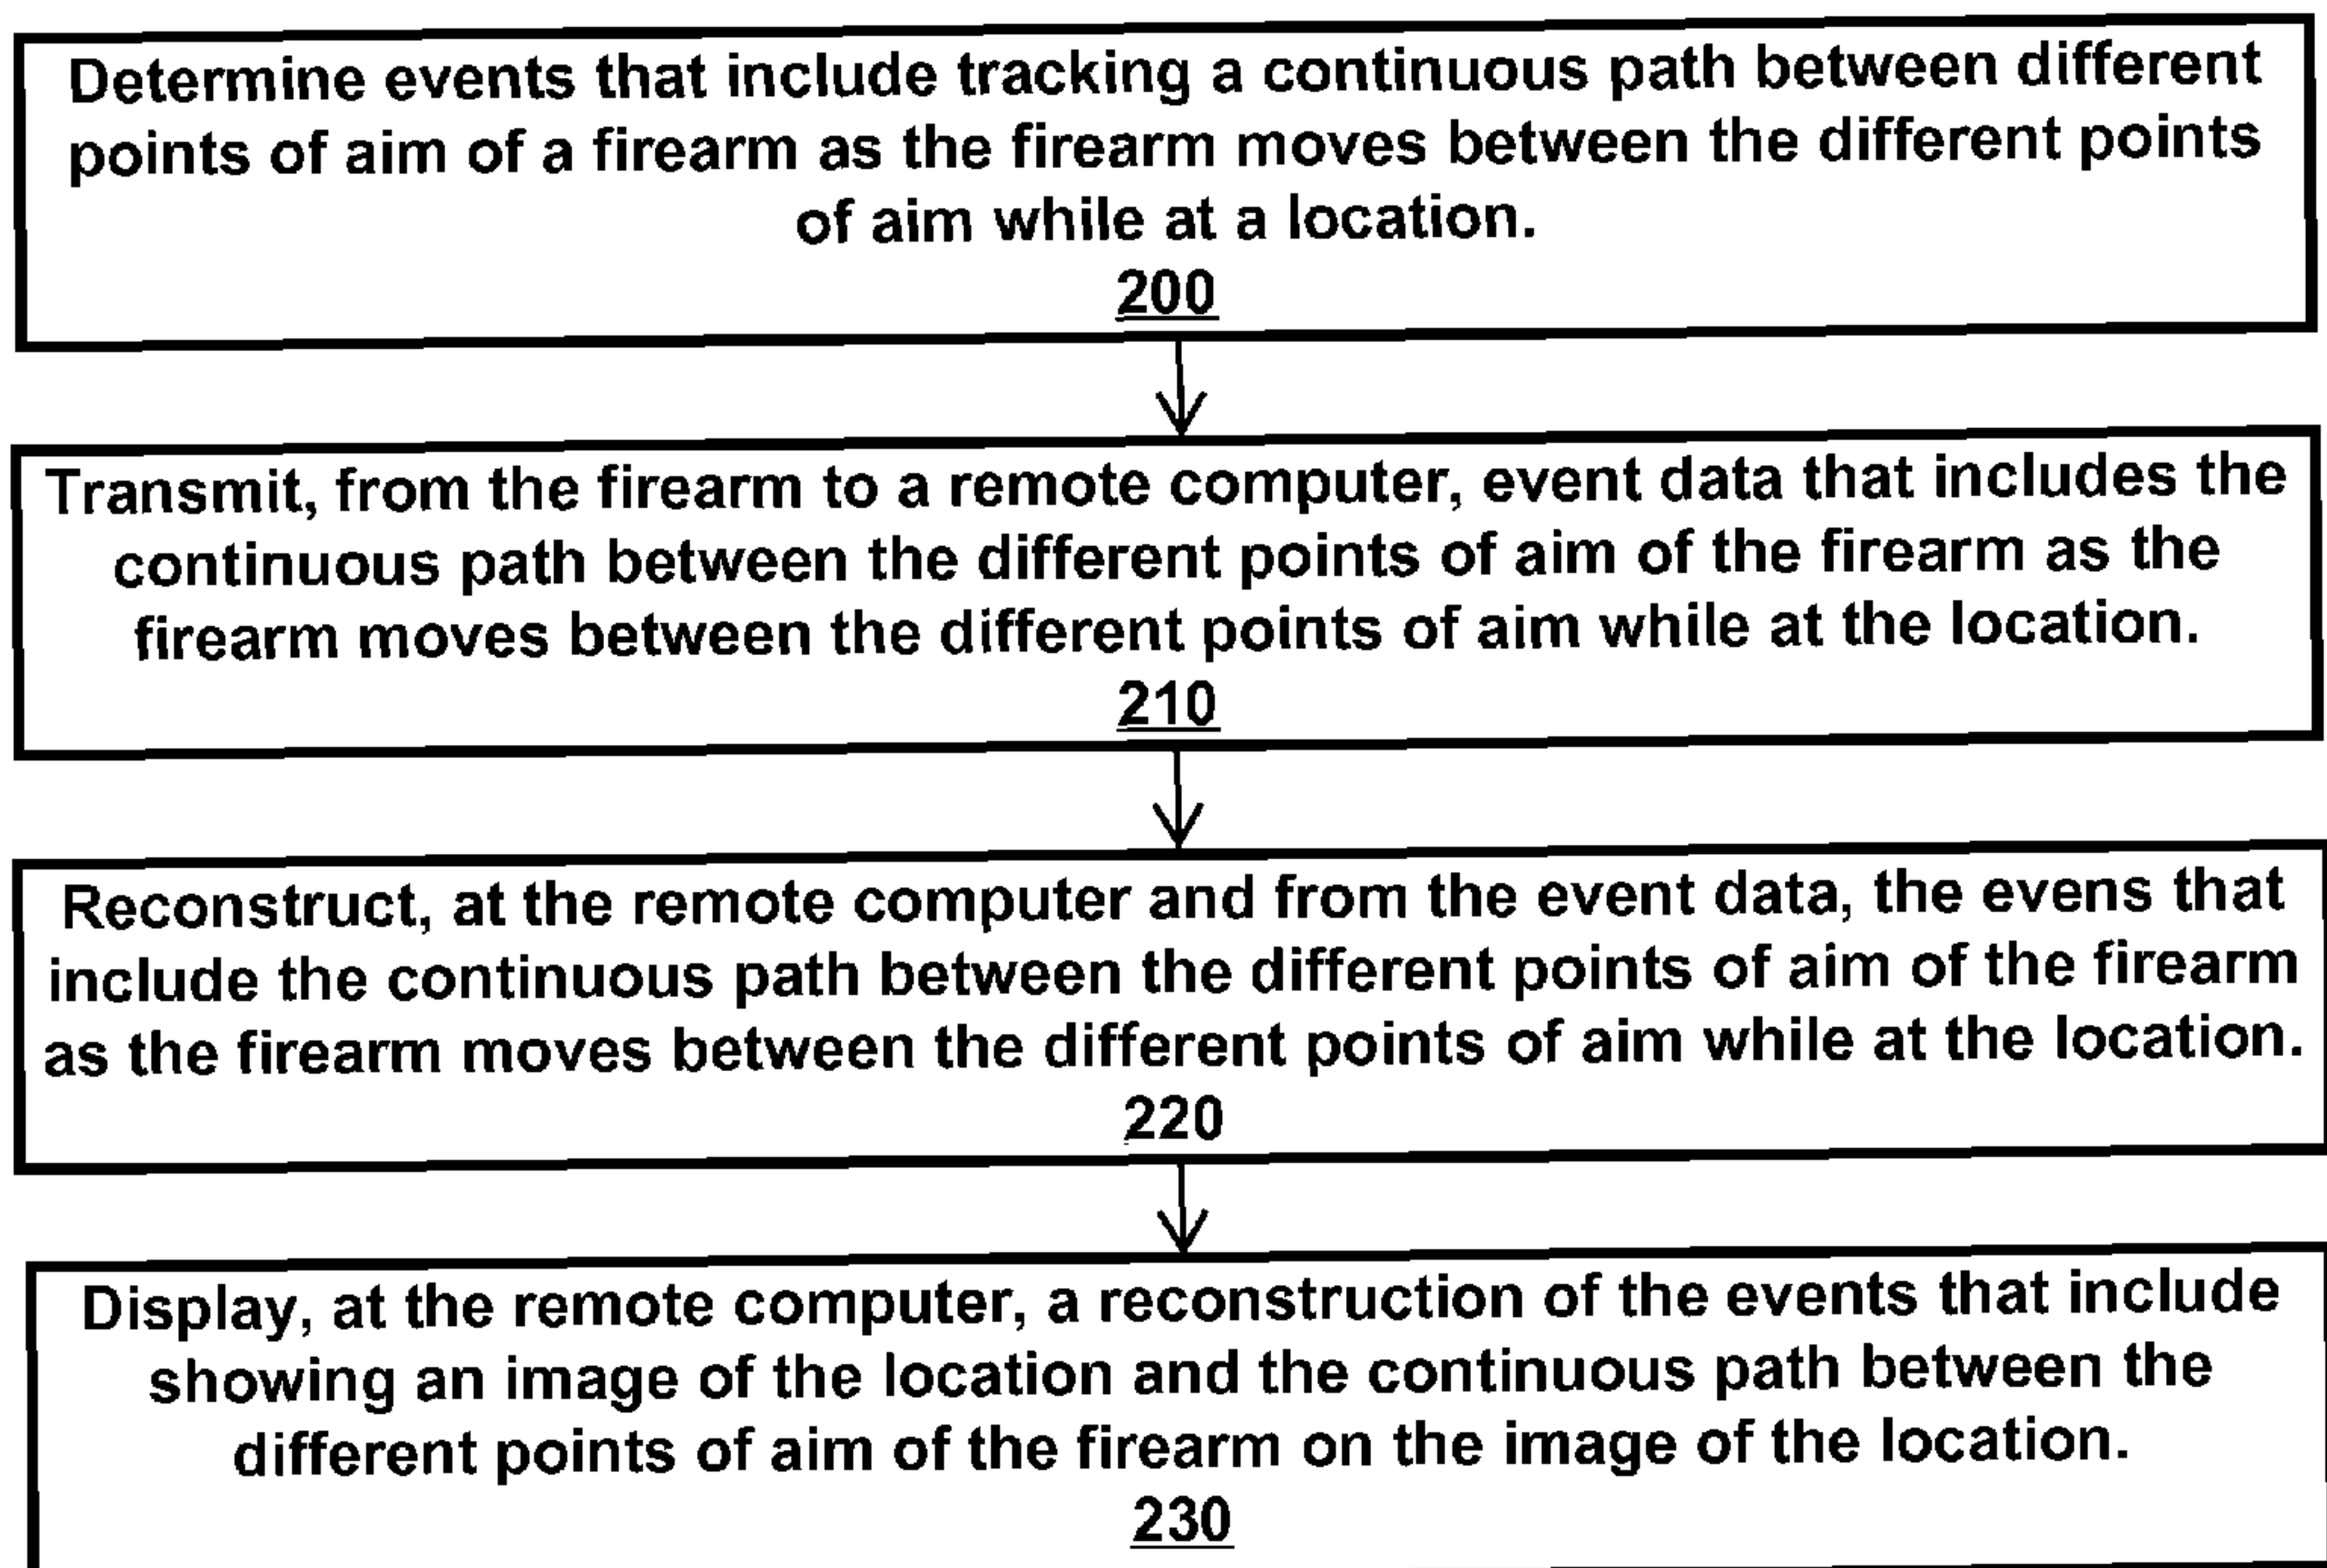 Determine events that include tracking a continuous path between different
points of aim of a firearm as the firearm moves between the different points
of aim while at a location.
200
Transmit, from the firearm to a remote computer, event data that includes the
continuous path between the different points of aim of the firearm as the
firearm moves between the different points of aim while at the location.
210
Reconstruct, at the remote computer and from the event data, the evens that
include the continuous path between the different points of aim of the firearm
as the firearm moves between the different points of aim while at the location.
220
Display, at the remote computer, a reconstruction of the events that include
showing an image of the location and the continuous path between the
different points of aim of the firearm on the image of the location.
230